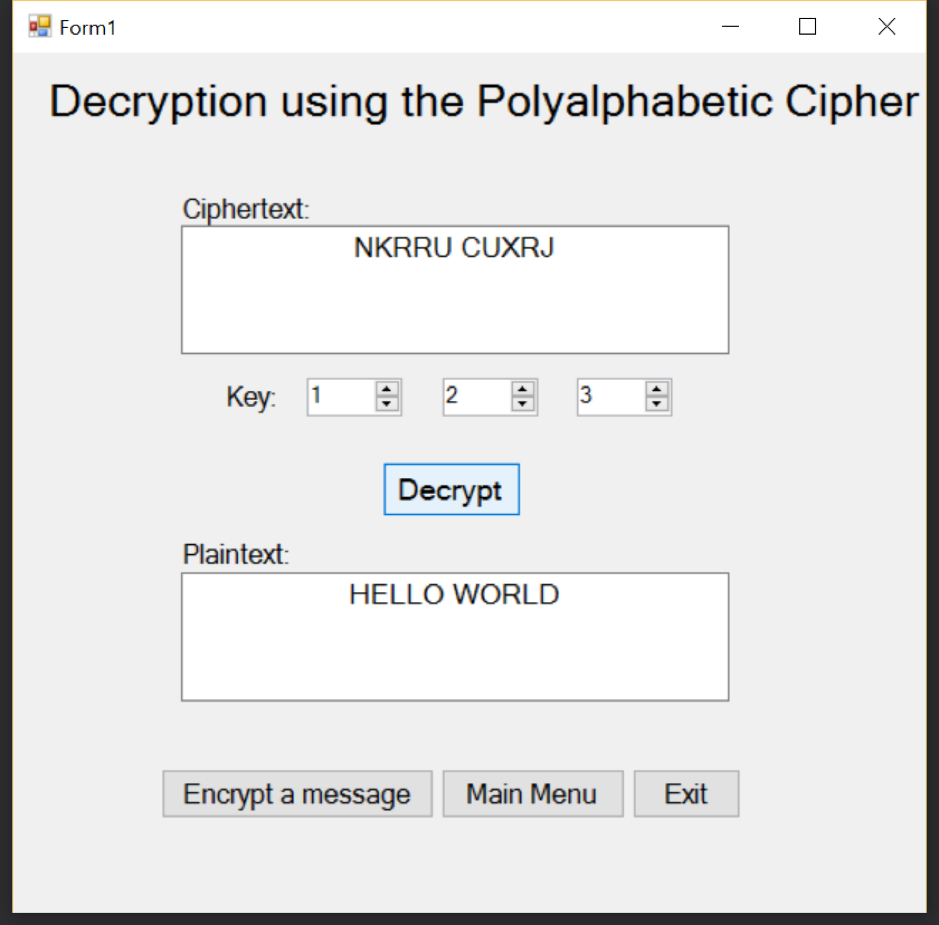 Form1
Decryption using the Polyalphabetic Cipher
Ciphertext:
NKRRU CUXRJ
Key: 1 2 3
Decrypt
Plaintext:
HELLO WORLD
Encrypt a message Main Menu Exit